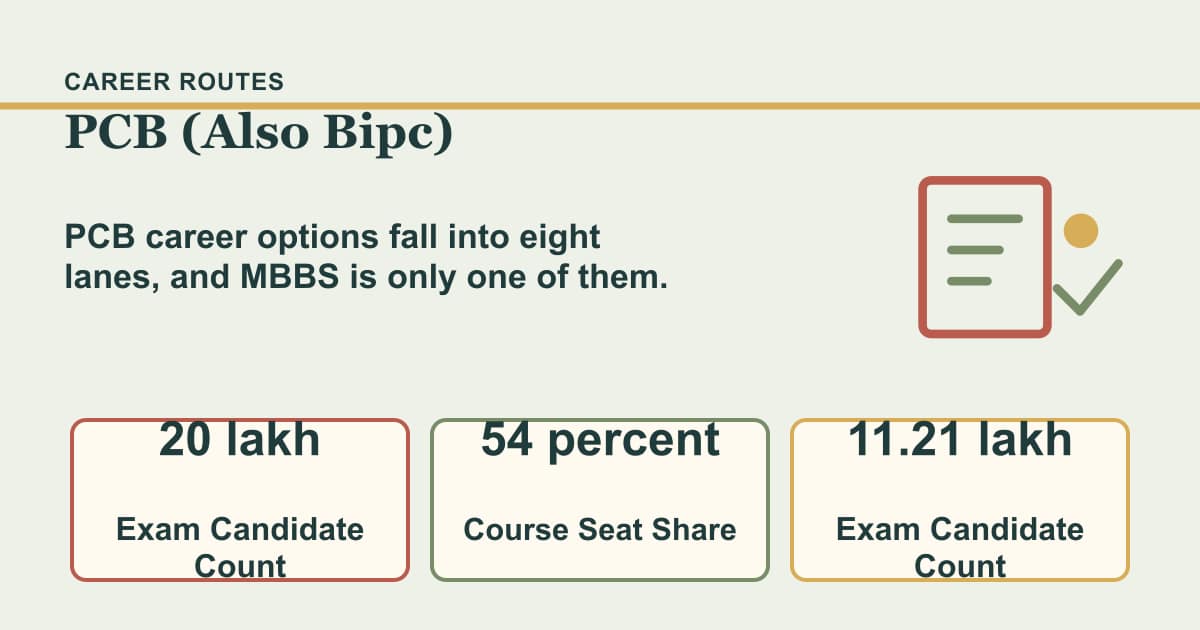 CAREER ROUTES
PCB (Also Bipc)
PCB career options fall into eight
lanes, and MBBS is only one of them.
20 lakh
Exam Candidate
Count
54 percent
Course Seat Share
11.21 lakh
Exam Candidate
Count